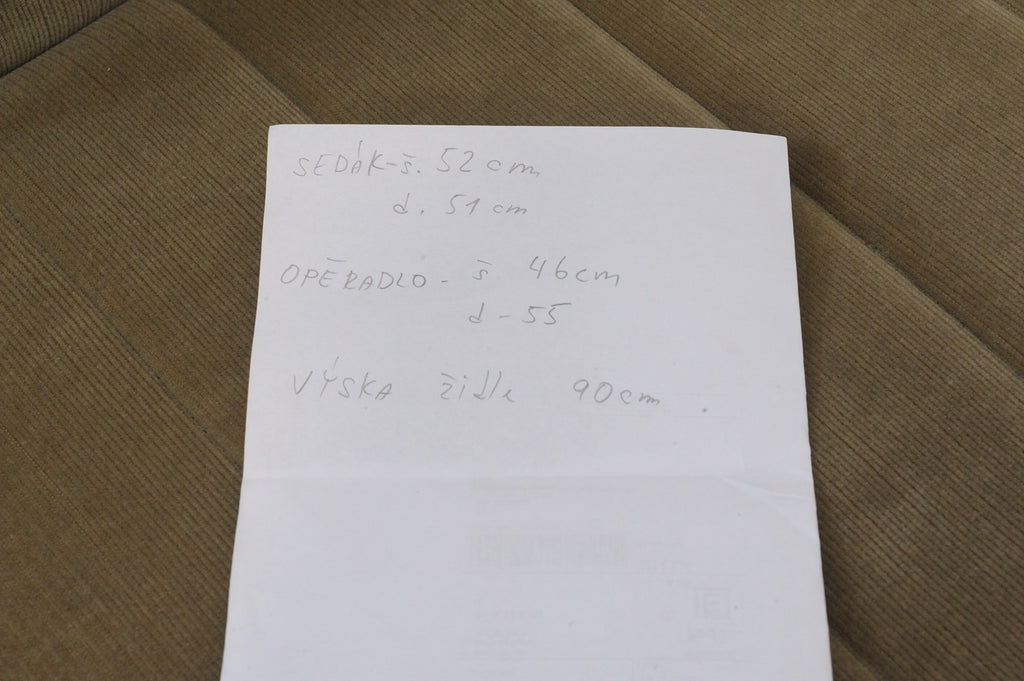 SEDÁK-š. 52 cm
d. 51 cm
OPĚRADLO - š 46cm
d - 55
VÝSKA židle 90cm